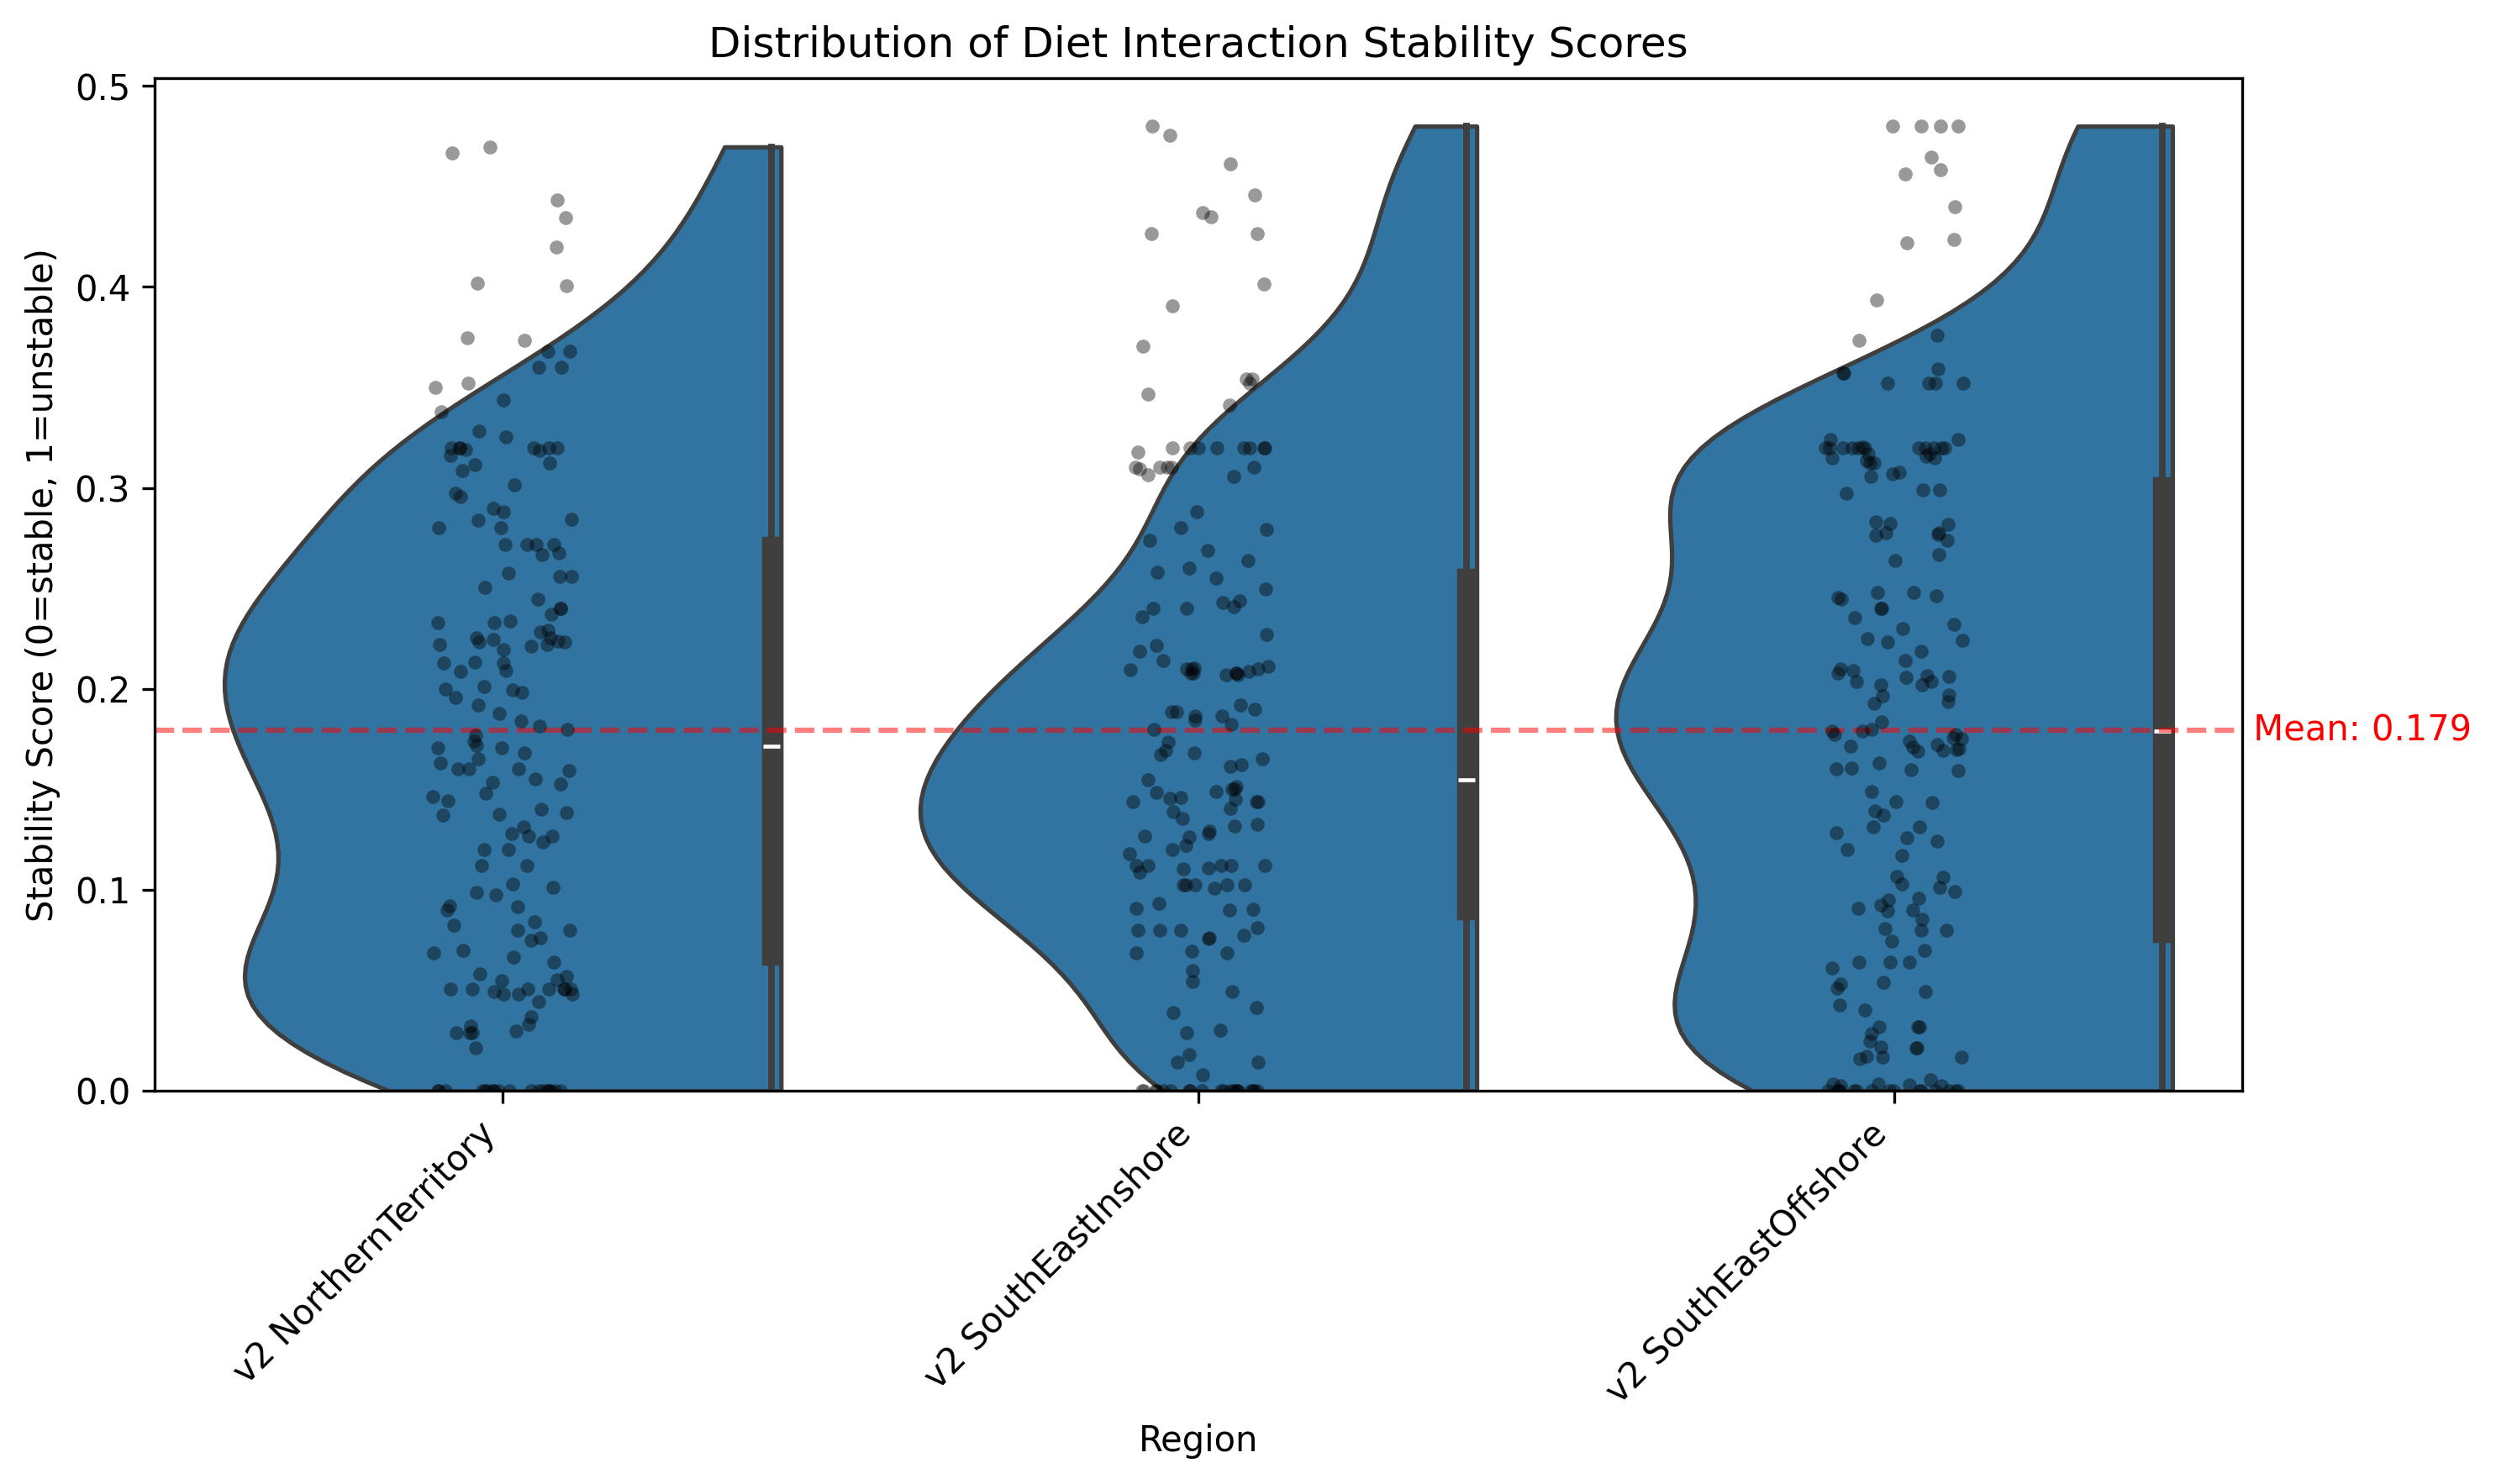 Distribution of Diet Interaction Stability Scores
Stability Score (0=stable, 1=unstable)
0.5
0.4
0.3
0.2
0.1
0.0
Mean: 0.179
v2 NorthernTerritory
v2 SouthEastInshore
v2 SouthEastOffshore
Region